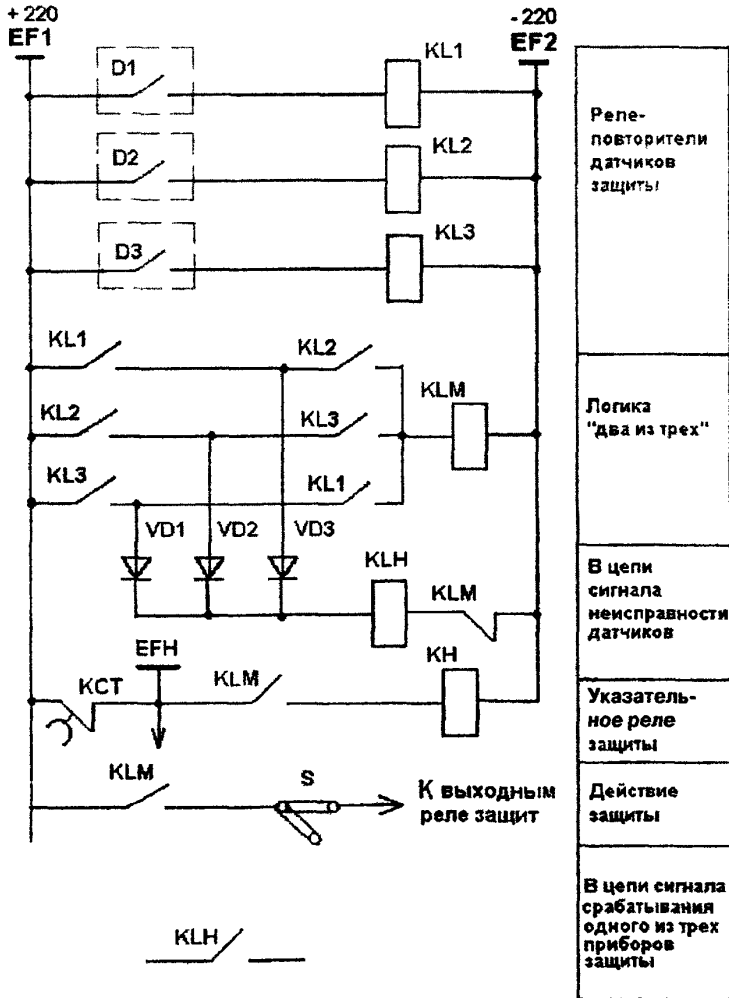 + 220
EF1
- 220
EF2
D1
KL1
D2
KL2
D3
KL3
Реле-
повторители
датчиков
защиты
KL1
KL2
KL2
KL3
KLM
KL3
KL1
Логика
"два из трех"
VD1
VD2
VD3
KLH
KLM
В цепи
сигнала
неисправности
датчиков
EFH
KCT
KLM
KH
Указатель-
ное реле
защиты
KLM
S
К выходным
реле защит
Действие
защиты
KLH
В цепи сигнала
срабатывания
одного из трех
приборов
защиты